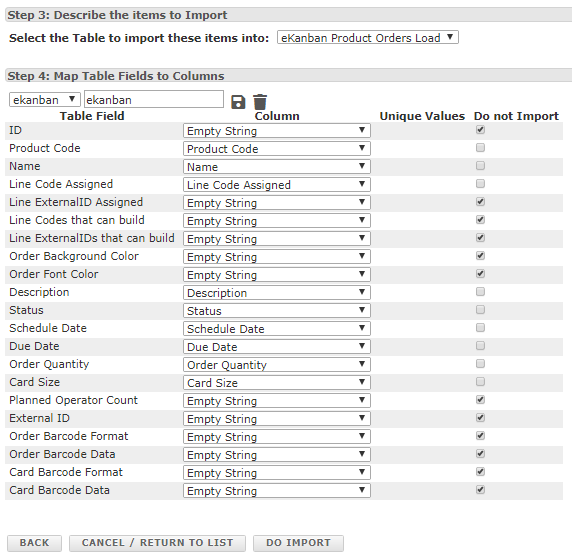 Step 3: Describe the items to Import
Select the Table to import these items into: eKanban Product Orders Load
Step 4: Map Table Fields to Columns
ekanban ekanban
Table Field Column Unique Values Do not Import
ID Empty String
Product Code Product Code
Name Name
Line Code Assigned Line Code Assigned
Line ExternalID Assigned Empty String
Line Codes that can build Empty String
Line ExternalIDs that can build Empty String
Order Background Color Empty String
Order Font Color Empty String
Description Description
Status Status
Schedule Date Schedule Date
Due Date Due Date
Order Quantity Order Quantity
Card Size Card Size
Planned Operator Count Empty String
External ID Empty String
Order Barcode Format Empty String
Order Barcode Data Empty String
Card Barcode Format Empty String
Card Barcode Data Empty String
BACK CANCEL / RETURN TO LIST DO IMPORT